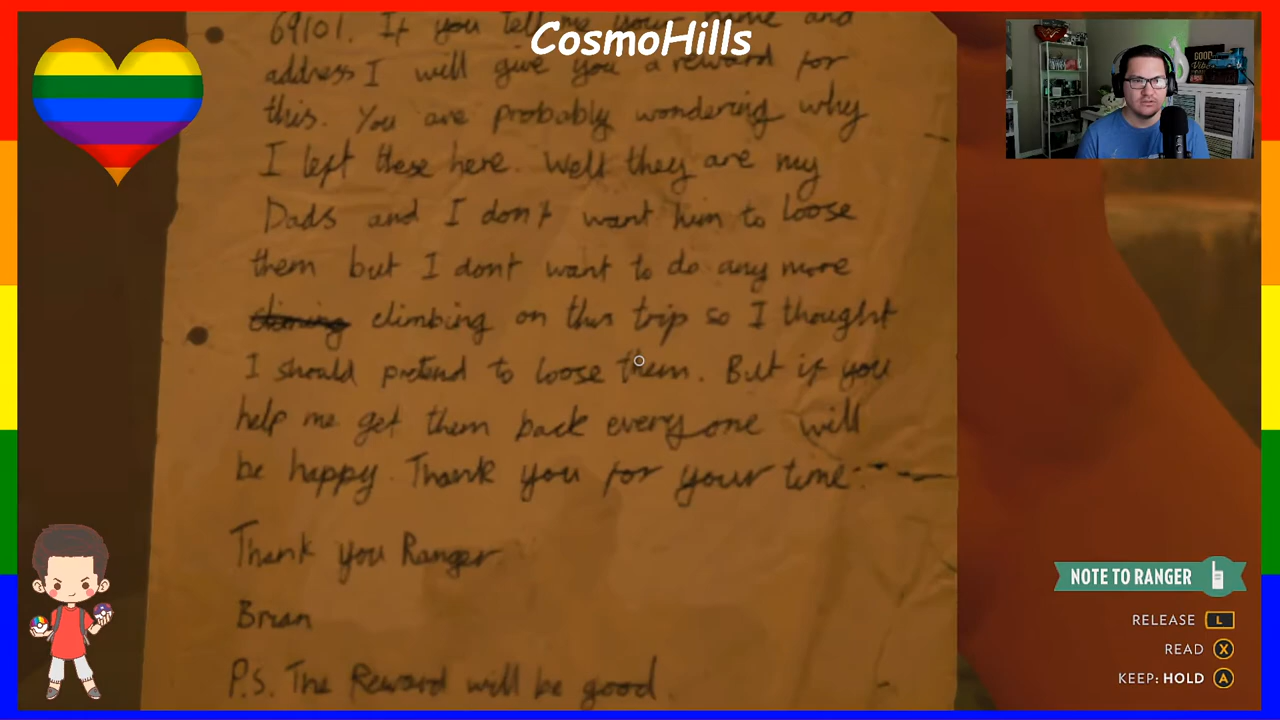 CosmoHills
69101. If you tell me your name and
address I will give you a reward for
this. You are probably wondering why
I left these here. Well they are my
Dads and I don't want him to loose
them but I dont want to do any more
climbing on this trip so I thought
I should pretend to loose them. But if you
help me get them back every one will
be happy. Thank you for your time.
Thank you Ranger
Brian
P.S. The Reward will be good.
NOTE TO RANGER
RELEASE L
READ X
KEEP: HOLD A